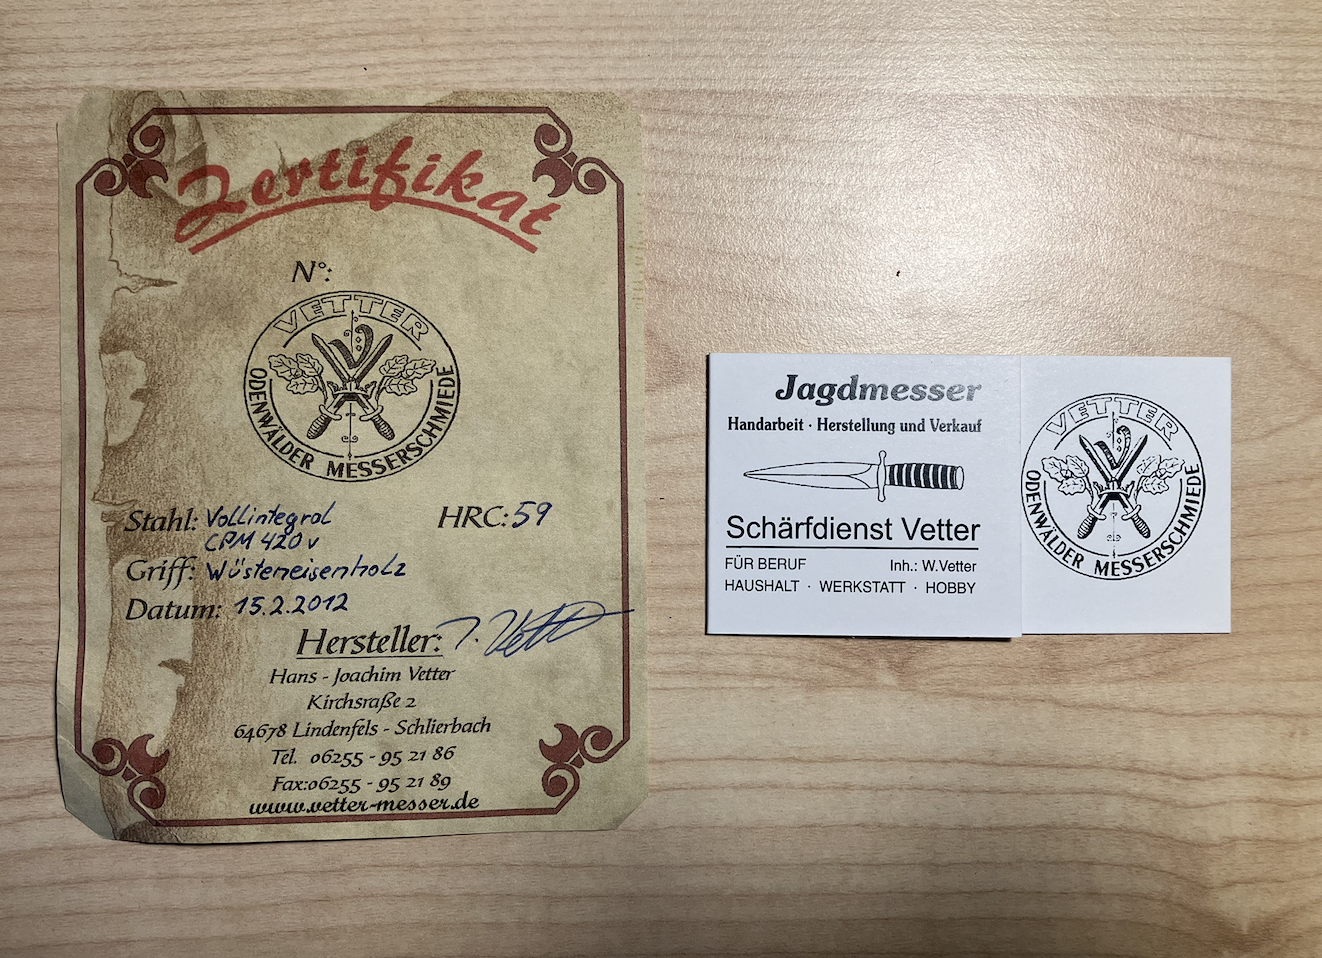 Zertifikat
N°:
VETTER
ODENWÄLDER MESSERSCHMIEDE
Stahl: Vollintegral HRC: 59
CPM 420 V
Griff: Wüsteneisenholz
Datum: 15.2.2012
Hersteller: J. Vetter
Hans - Joachim Vetter
Kirchsraße 2
64678 Lindenfels - Schlierbach
Tel. 06255 - 95 21 86
Fax:06255 - 95 21 89
www.vetter-messer.de
Jagdmesser
Handarbeit · Herstellung und Verkauf
Schärfdienst Vetter
FÜR BERUF Inh.: W.Vetter
HAUSHALT · WERKSTATT · HOBBY
VETTER
ODENWÄLDER MESSERSCHMIEDE